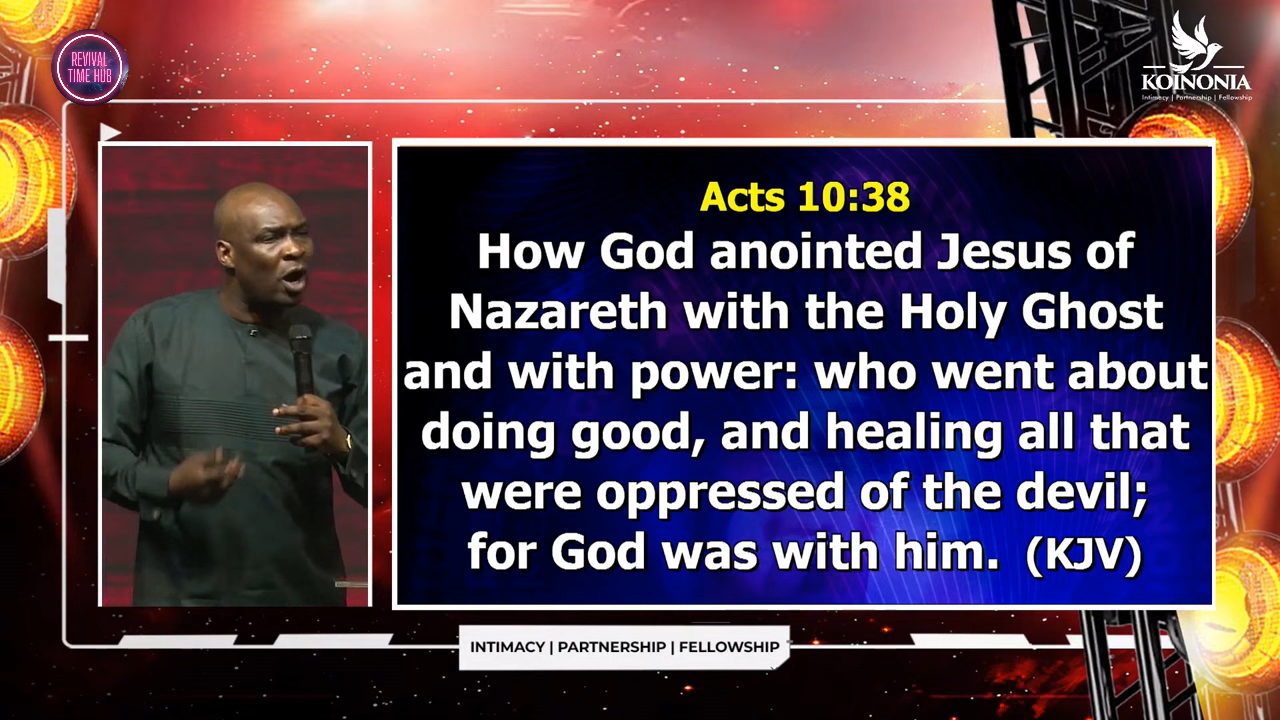 REVIVAL
TIME HUB
KOINONIA
Intimacy | Partnership | Fellowship
Acts 10:38
How God anointed Jesus of
Nazareth with the Holy Ghost
and with power: who went about
doing good, and healing all that
were oppressed of the devil;
for God was with him. (KJV)
INTIMACY | PARTNERSHIP | FELLOWSHIP